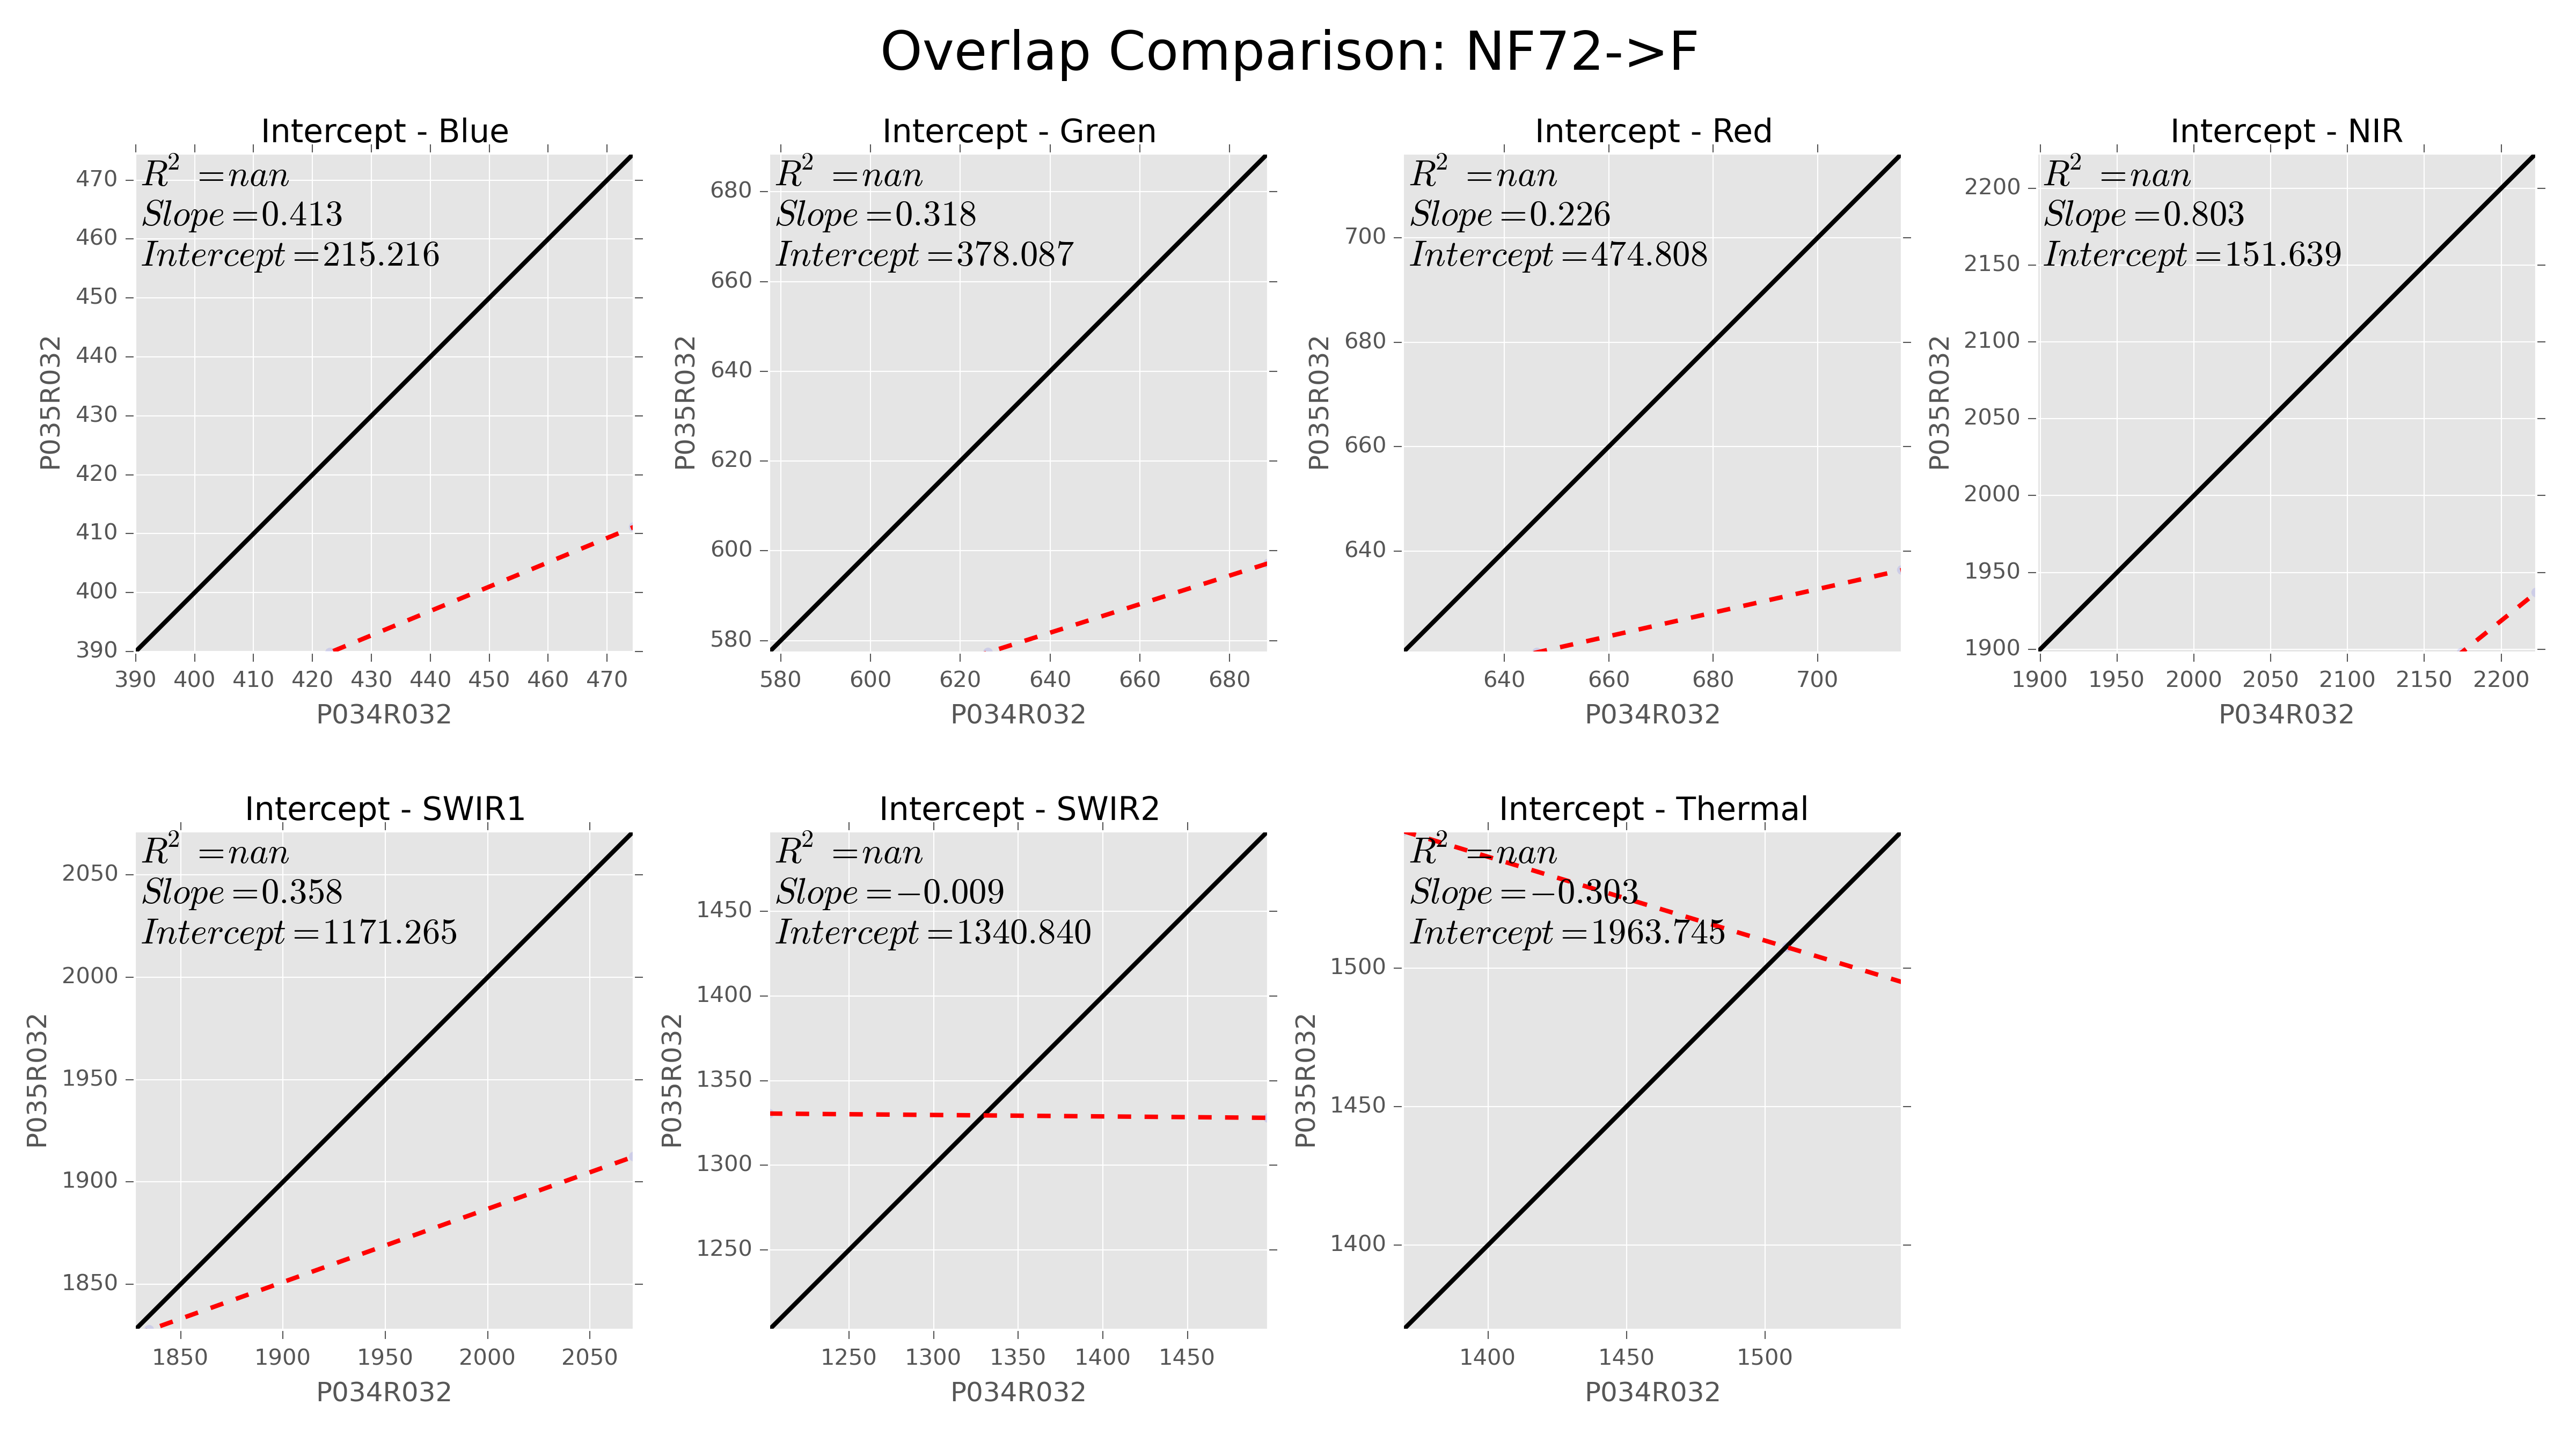 Overlap Comparison: NF72->F
Intercept - Blue
R² =nan
Slope=0.413
Intercept=215.216
470
460
450
440
430
420
410
400
390
390 400 410 420 430 440 450 460 470
P035R032
P034R032
Intercept - Green
R² =nan
Slope=0.318
Intercept=378.087
680
660
640
620
600
580
580 600 620 640 660 680
P035R032
P034R032
Intercept - Red
R² =nan
Slope=0.226
Intercept=474.808
700
680
660
640
640 660 680 700
P035R032
P034R032
Intercept - NIR
R² =nan
Slope=0.803
Intercept=151.639
2200
2150
2100
2050
2000
1950
1900
1900 1950 2000 2050 2100 2150 2200
P035R032
P034R032
Intercept - SWIR1
R² =nan
Slope=0.358
Intercept=1171.265
2050
2000
1950
1900
1850
1850 1900 1950 2000 2050
P035R032
P034R032
Intercept - SWIR2
R² =nan
Slope=−0.009
Intercept=1340.840
1450
1400
1350
1300
1250
1250 1300 1350 1400 1450
P035R032
P034R032
Intercept - Thermal
R² =nan
Slope=−0.303
Intercept=1963.745
1500
1450
1400
1400 1450 1500
P035R032
P034R032